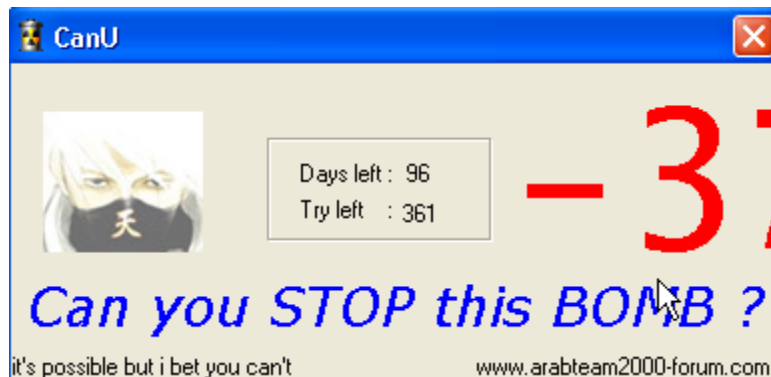 CanU
Days left : 96
Try left : 361
-37
天
Can you STOP this BOMB ?
it's possible but i bet you can't
www.arabteam2000-forum.com